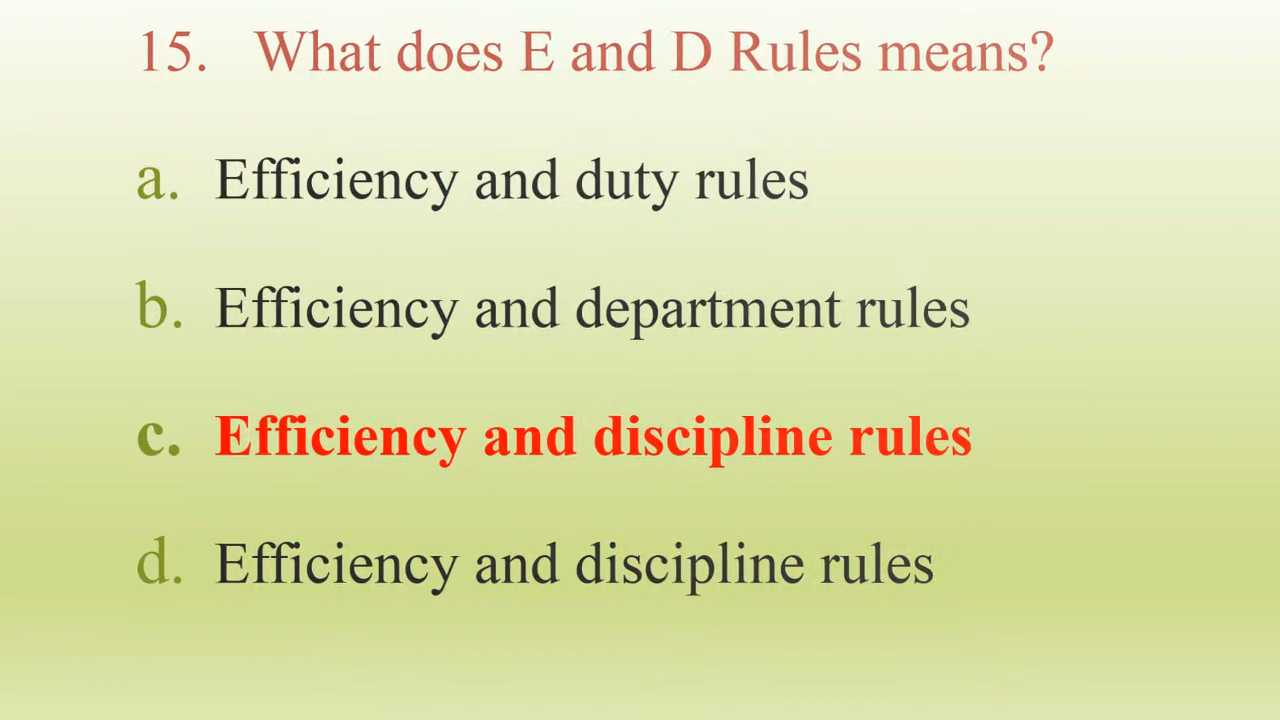 15. What does E and D Rules means?
a. Efficiency and duty rules
b. Efficiency and department rules
c. Efficiency and discipline rules
d. Efficiency and discipline rules